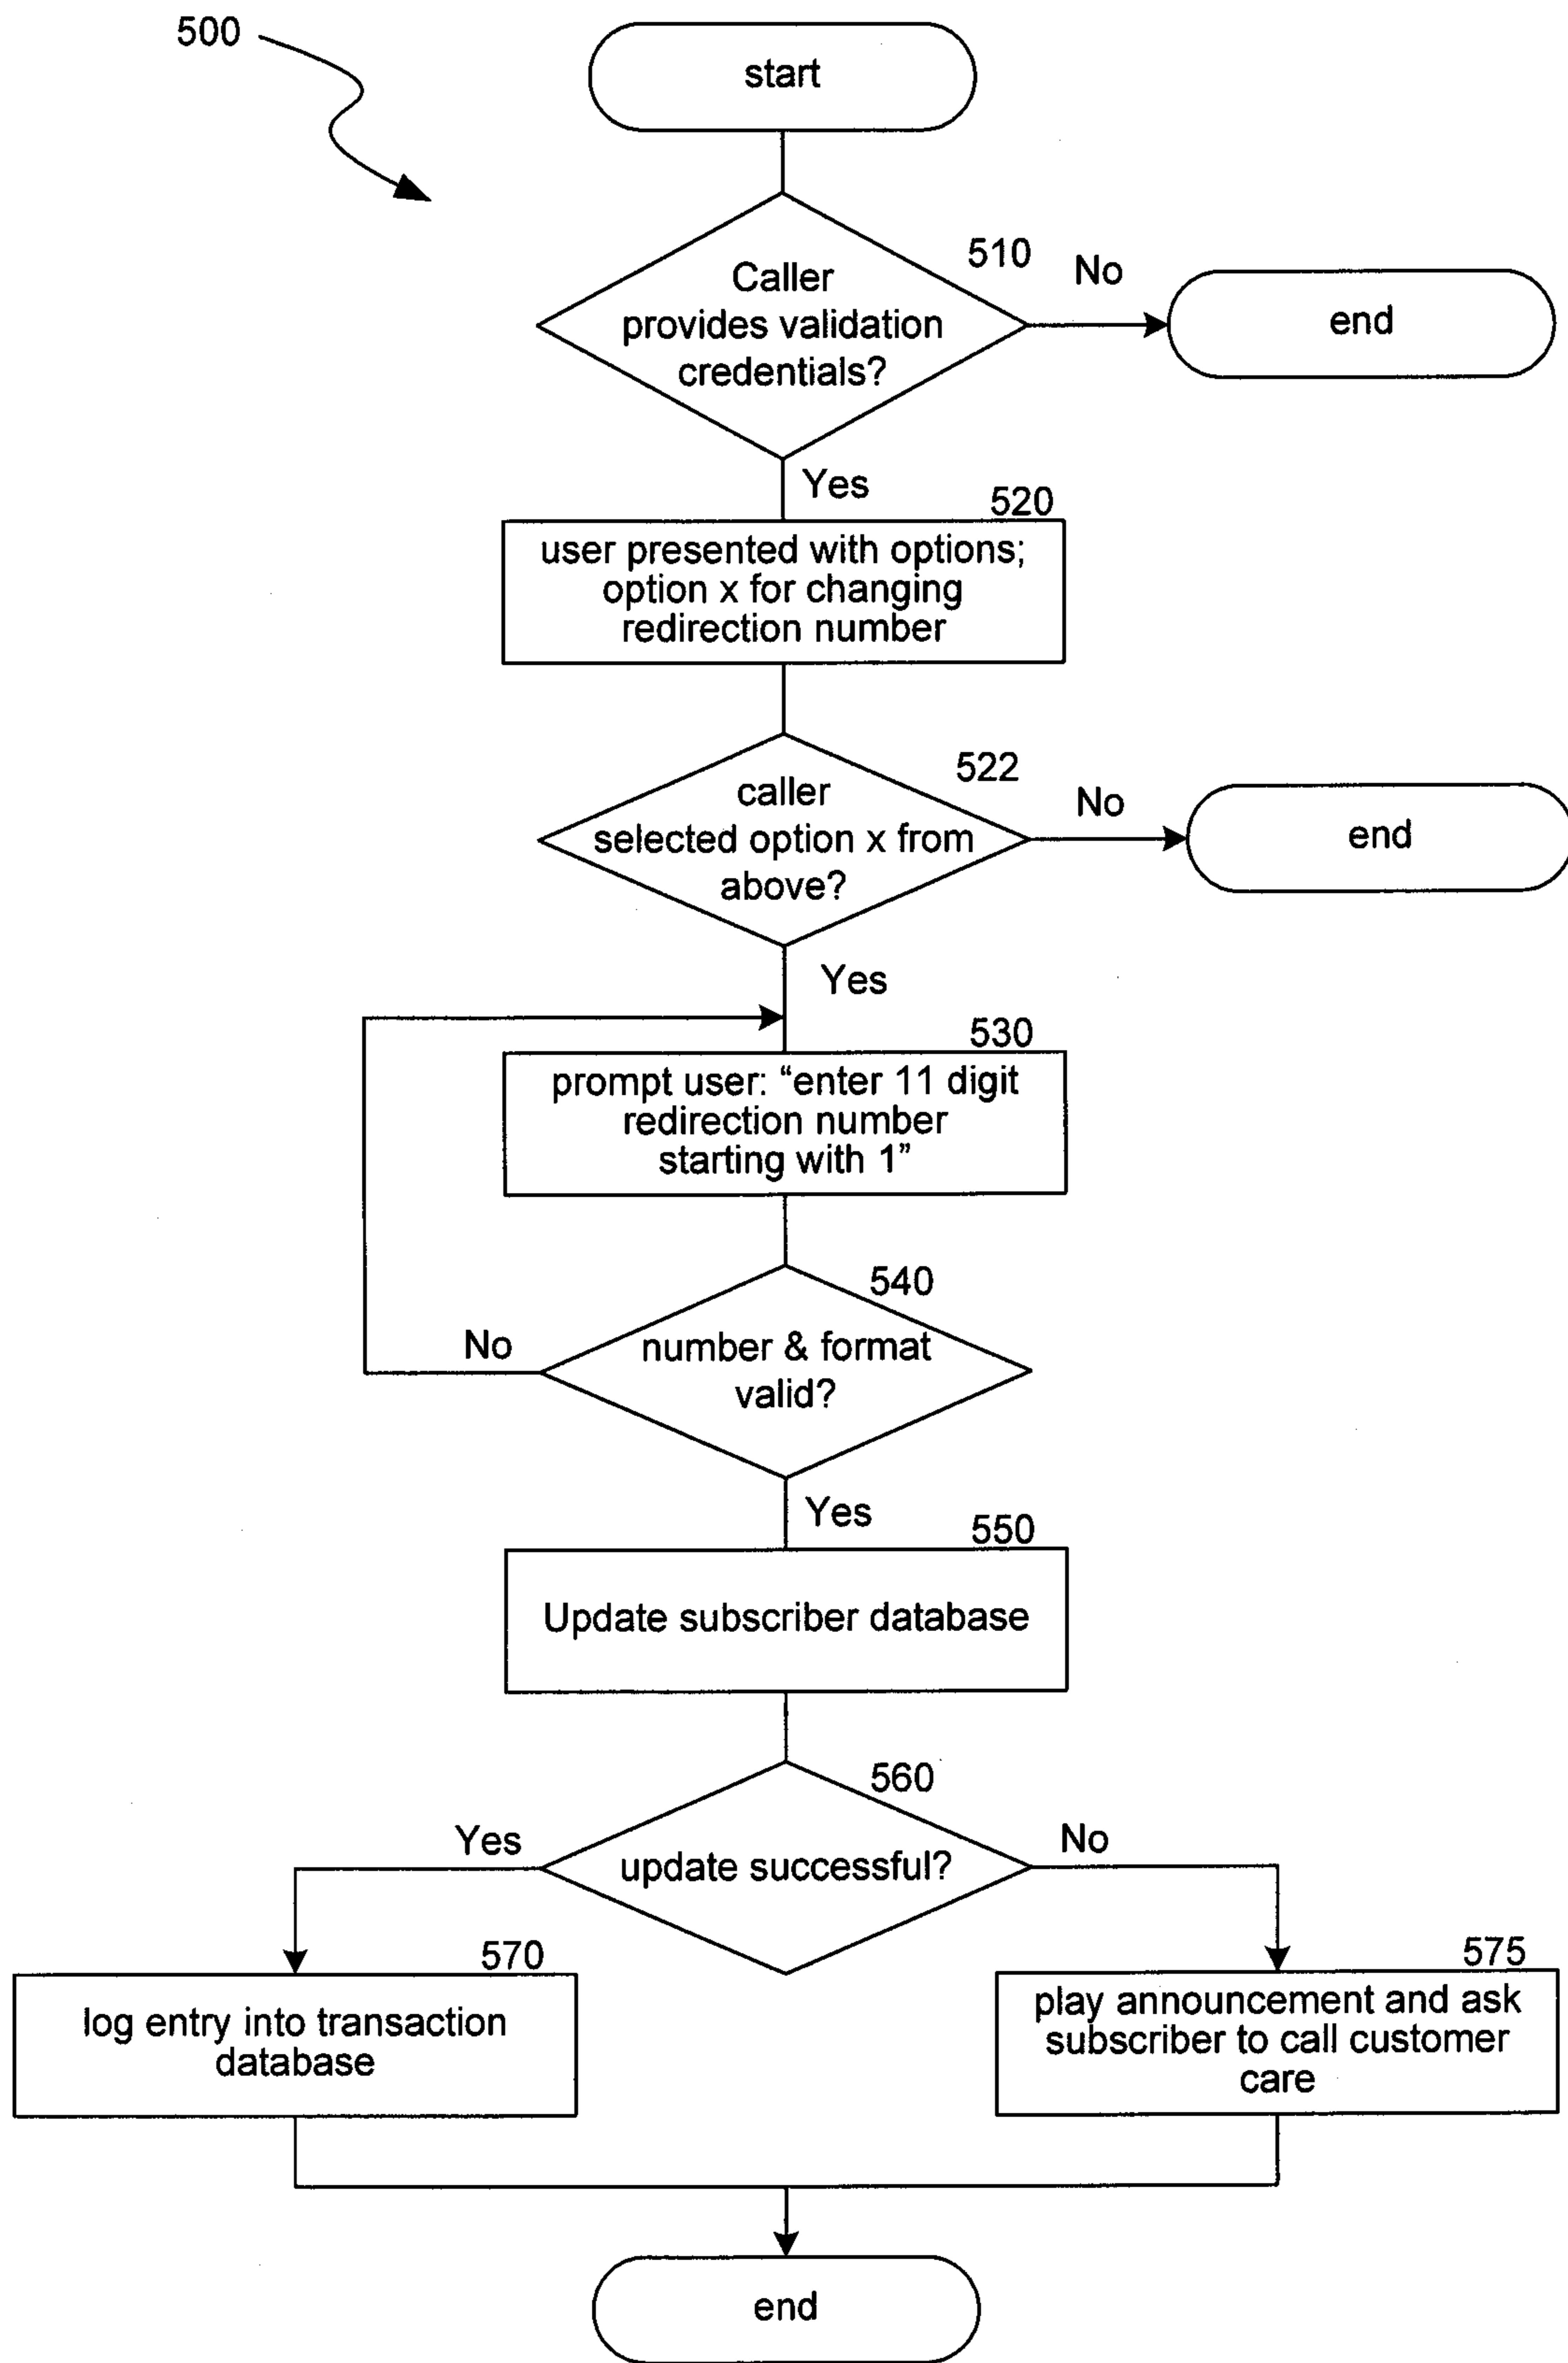 500
start
510
No
Caller
provides validation
credentials?
end
Yes
520
user presented with options;
option x for changing
redirection number
522
No
caller
selected option x from
above?
end
Yes
530
prompt user: “enter 11 digit
redirection number
starting with 1”
540
No
number & format
valid?
Yes
550
Update subscriber database
560
Yes
No
update successful?
570
575
log entry into transaction
database
play announcement and ask
subscriber to call customer
care
end